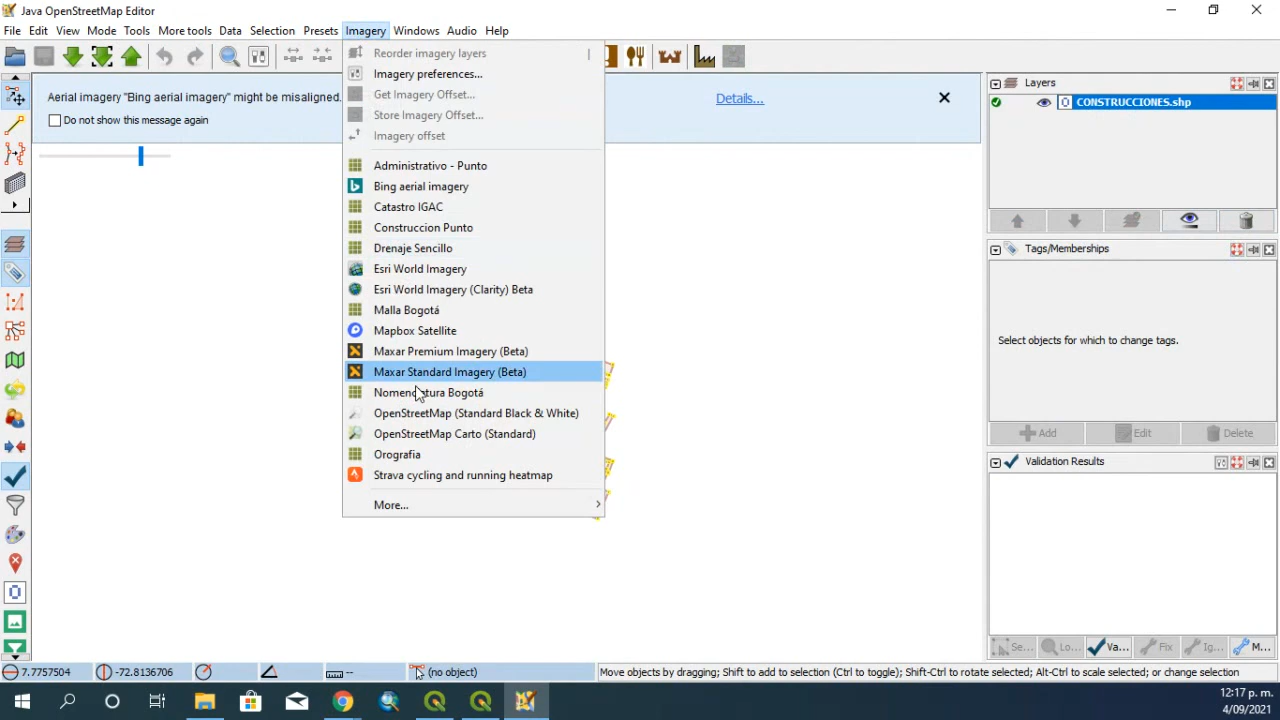 Java OpenStreetMap Editor
File Edit View Mode Tools More tools Data Selection Presets Imagery Windows Audio Help
Aerial imagery "Bing aerial imagery" might be misaligned.
Details...
Do not show this message again
Reorder imagery layers
Imagery preferences...
Get Imagery Offset...
Store Imagery Offset...
Imagery offset
Administrativo - Punto
Bing aerial imagery
Catastro IGAC
Construccion Punto
Drenaje Sencillo
Esri World Imagery
Esri World Imagery (Clarity) Beta
Malla Bogotá
Mapbox Satellite
Maxar Premium Imagery (Beta)
Maxar Standard Imagery (Beta)
Nomenclatura Bogotá
OpenStreetMap (Standard Black & White)
OpenStreetMap Carto (Standard)
Orografia
Strava cycling and running heatmap
More...
Layers
CONSTRUCCIONES.shp
Tags/Memberships
Select objects for which to change tags.
Add Edit Delete
Validation Results
Se... Lo... Va... Fix Ig... M...
7.7757504 -72.8136706 -- (no object) Move objects by dragging; Shift to add to selection (Ctrl to toggle); Shift-Ctrl to rotate selected; Alt-Ctrl to scale selected; or change selection
12:17 p. m.
4/09/2021